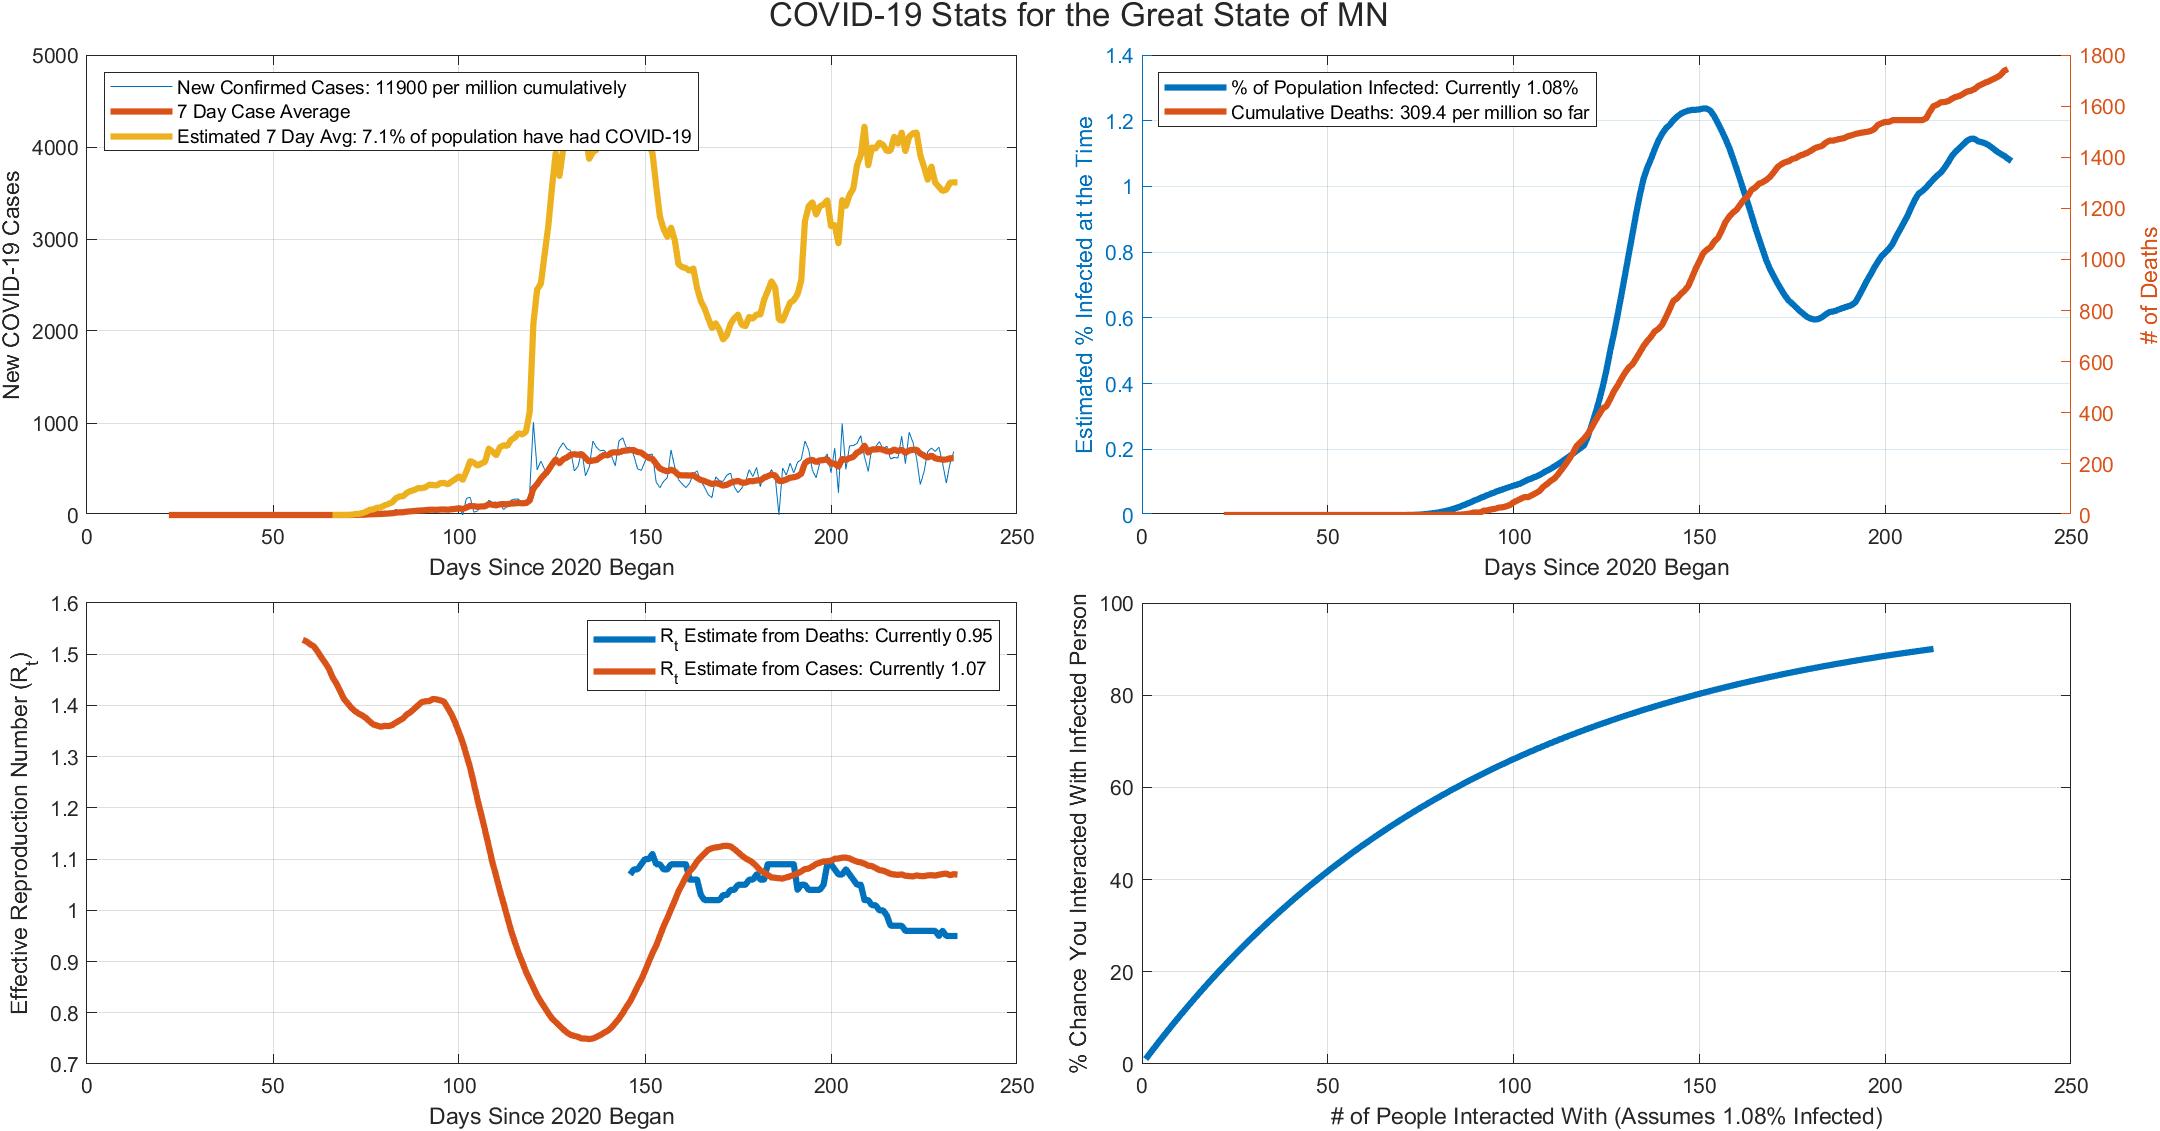 COVID-19 Stats for the Great State of MN
New COVID-19 Cases
5000
4000
3000
2000
1000
0
New Confirmed Cases: 11900 per million cumulatively
7 Day Case Average
Estimated 7 Day Avg: 7.1% of population have had COVID-19
0 50 100 150 200 250
Days Since 2020 Began
Estimated % Infected at the Time
1.4
1.2
1
0.8
0.6
0.4
0.2
0
% of Population Infected: Currently 1.08%
Cumulative Deaths: 309.4 per million so far
1800
1600
1400
1200
1000
800
600
400
200
0
# of Deaths
0 50 100 150 200 250
Days Since 2020 Began
Effective Reproduction Number (Rt)
1.6
1.5
1.4
1.3
1.2
1.1
1
0.9
0.8
0.7
Rt Estimate from Deaths: Currently 0.95
Rt Estimate from Cases: Currently 1.07
0 50 100 150 200 250
Days Since 2020 Began
% Chance You Interacted With Infected Person
100
80
60
40
20
0
0 50 100 150 200 250
# of People Interacted With (Assumes 1.08% Infected)